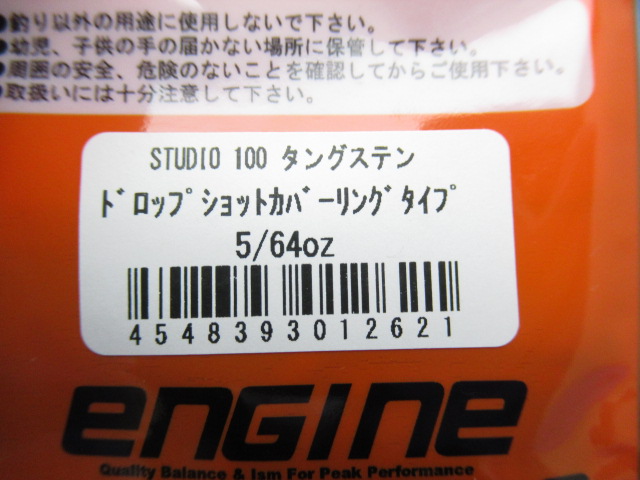 ●釣り以外の用途に使用しないで下さい。
●幼児、子供の手の届かない場所に保管して下さい。
●周囲の安全、危険のないことを確認してからご使用下さい。
●取扱いには十分注意して下さい。
STUDIO 100 タングステン
ﾄﾞﾛｯﾌﾟｼｮｯﾄｶﾊﾞｰﾘﾝｸﾞﾀｲﾌﾟ
5/64oz
4548393012621
enGine
Quality Balance & Ism For Peak Performance